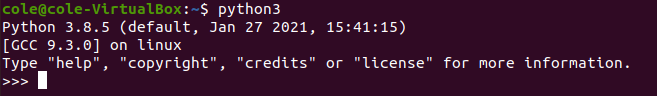 cole@cole-VirtualBox:~$ python3
Python 3.8.5 (default, Jan 27 2021, 15:41:15)
[GCC 9.3.0] on linux
Type "help", "copyright", "credits" or "license" for more information.
>>>